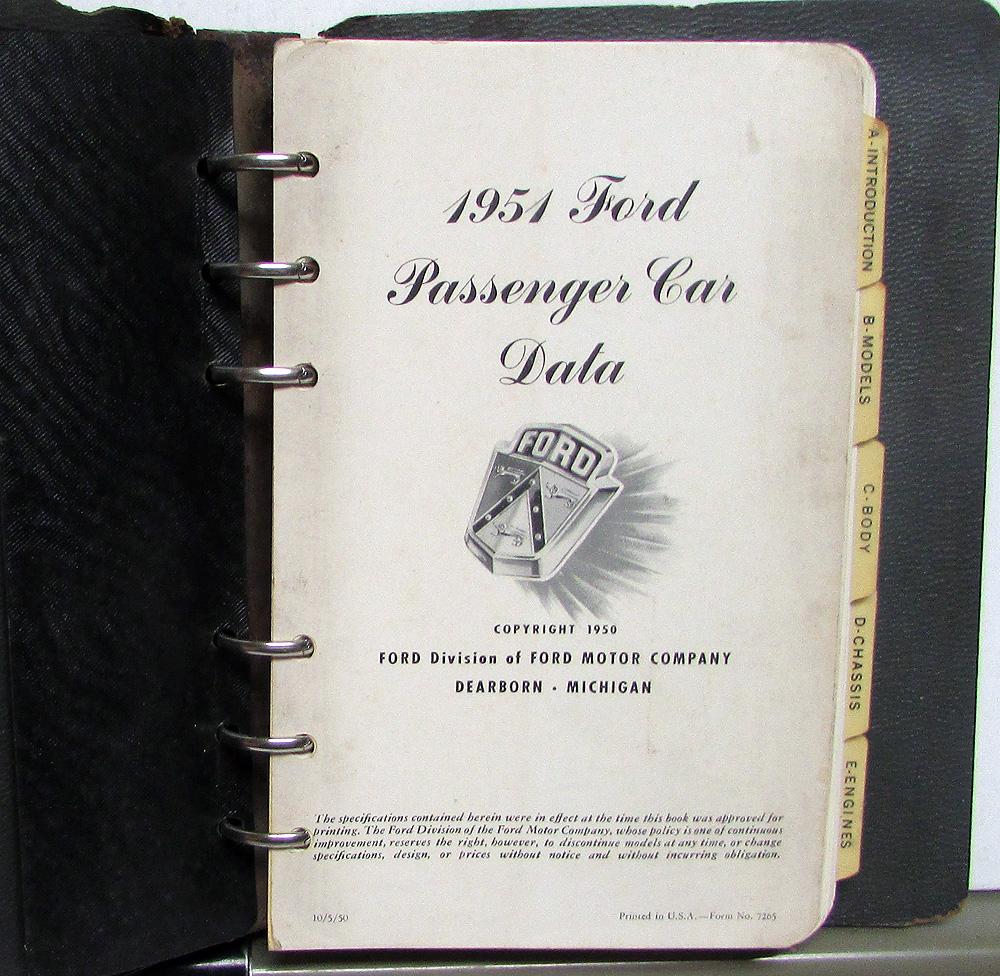 1951 Ford
Passenger Car
Data
FORD
COPYRIGHT 1950
FORD Division of FORD MOTOR COMPANY
DEARBORN · MICHIGAN
The specifications contained herein were in effect at the time this book was approved for
printing. The Ford Division of the Ford Motor Company, whose policy is one of continuous
improvement, reserves the right, however, to discontinue models at any time, or change
specifications, design, or prices without notice and without incurring obligation.
10/5/50
Printed in U.S.A.—Form No. 7265
A-INTRODUCTION
B-MODELS
C-BODY
D-CHASSIS
E-ENGINES